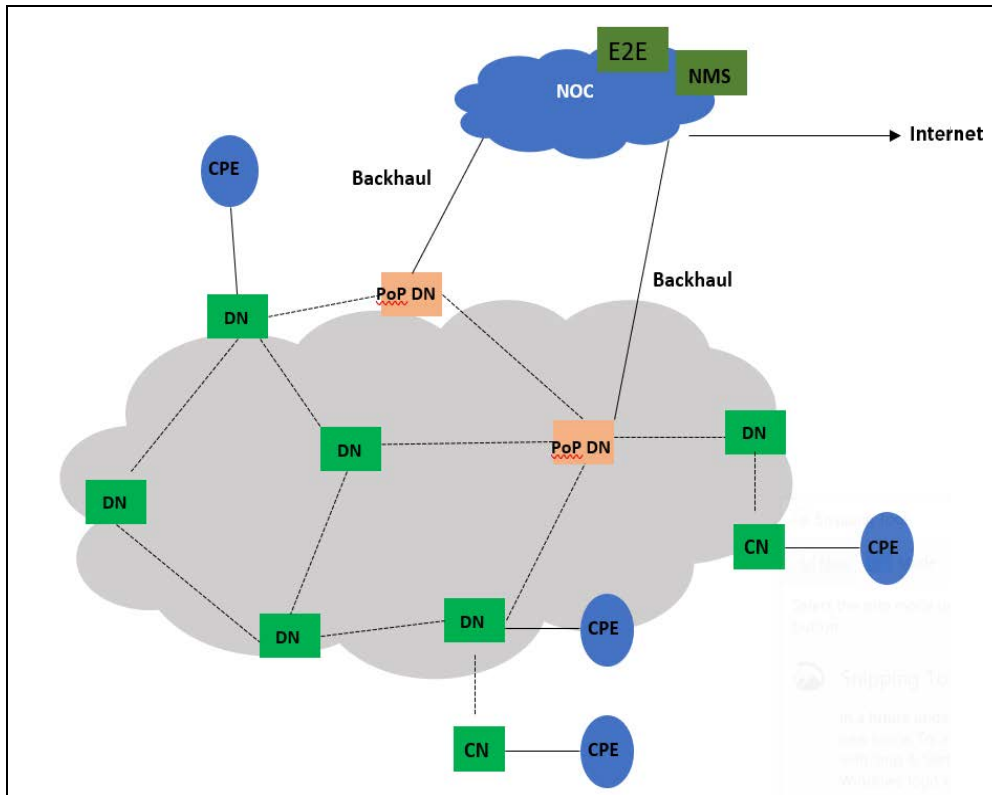 E2E
NMS
NOC
Internet
CPE
Backhaul
Backhaul
PoP DN
DN
DN
DN
PoP DN
DN
DN
CN
CPE
DN
DN
CPE
CN
CPE
Snipping To